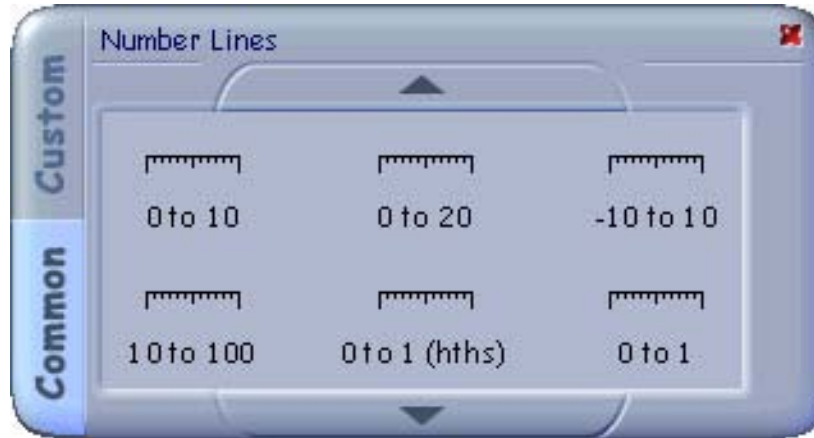 Number Lines
Custom
Common
0 to 10
0 to 20
-10 to 10
10 to 100
0 to 1 (hths)
0 to 1